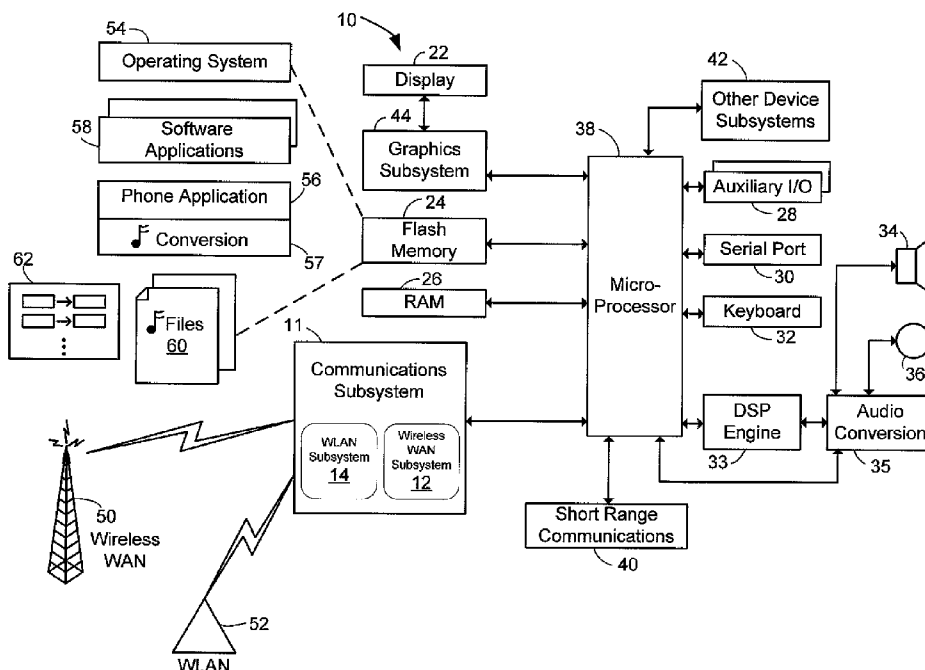 10
54
Operating System
22
Display
42
Other Device
Subsystems
58
Software
Applications
44
Graphics
Subsystem
38
Micro-
Processor
Auxiliary I/O
28
Phone Application
56
Conversion
57
24
Flash
Memory
Serial Port
30
34
62
Files
60
26
RAM
Keyboard
32
36
11
Communications
Subsystem
WLAN
Subsystem
14
Wireless
WAN
Subsystem
12
DSP
Engine
33
Audio
Conversion
35
50
Wireless
WAN
Short Range
Communications
40
52
WLAN